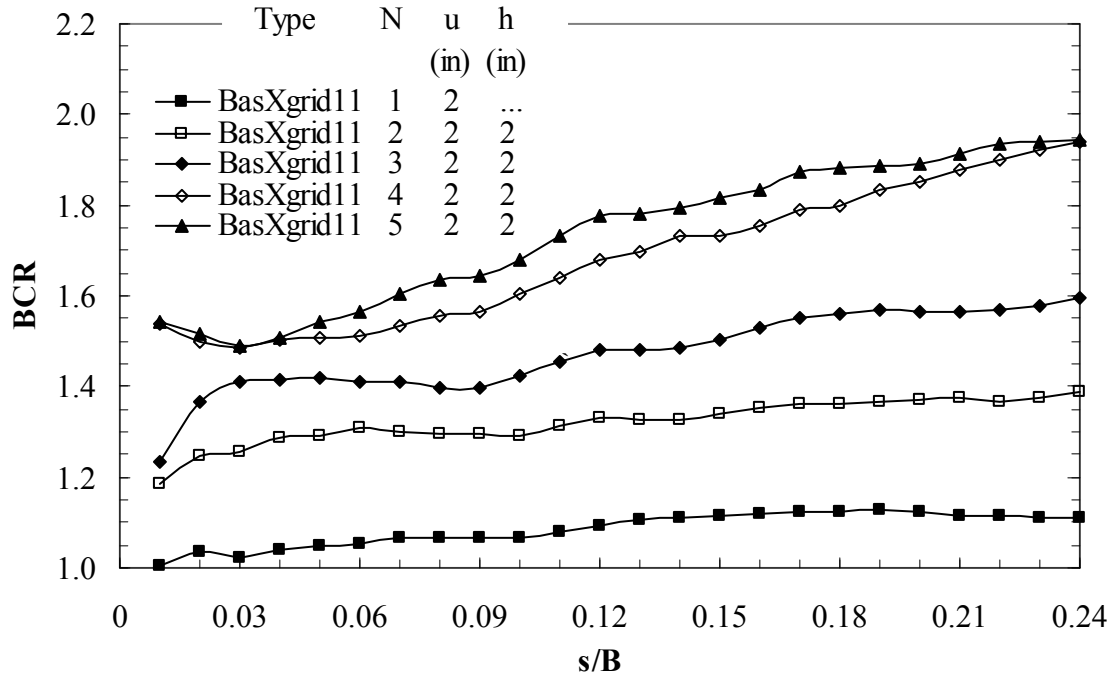 Type N u h
(in) (in)
BasXgrid11 1 2 ...
BasXgrid11 2 2 2
BasXgrid11 3 2 2
BasXgrid11 4 2 2
BasXgrid11 5 2 2
2.2
2.0
1.8
1.6
1.4
1.2
1.0
BCR
0 0.03 0.06 0.09 0.12 0.15 0.18 0.21 0.24
s/B